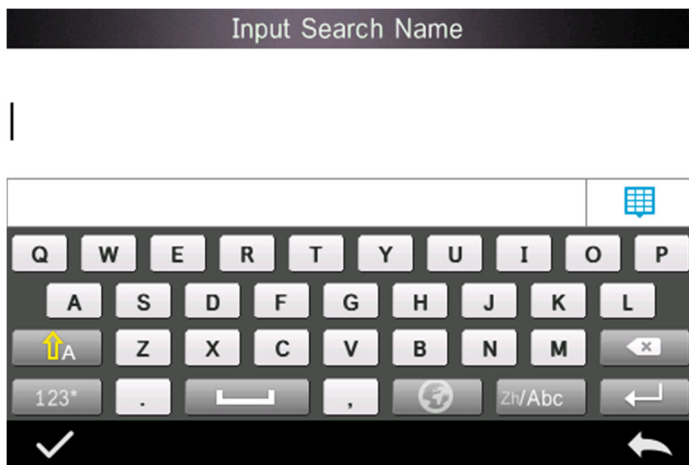 Input Search Name
Q W E R T Y U I O P
A S D F G H J K L
A Z X C V B N M
123* . , Zh/Abc